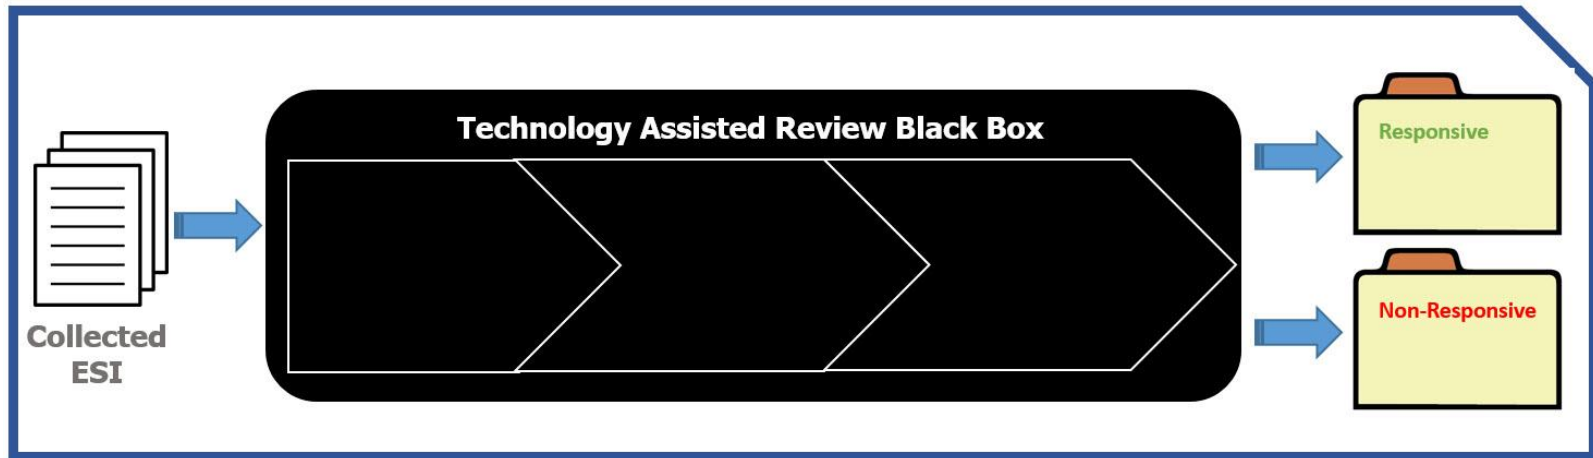 Technology Assisted Review Black Box
Collected
ESI
Responsive
Non-Responsive